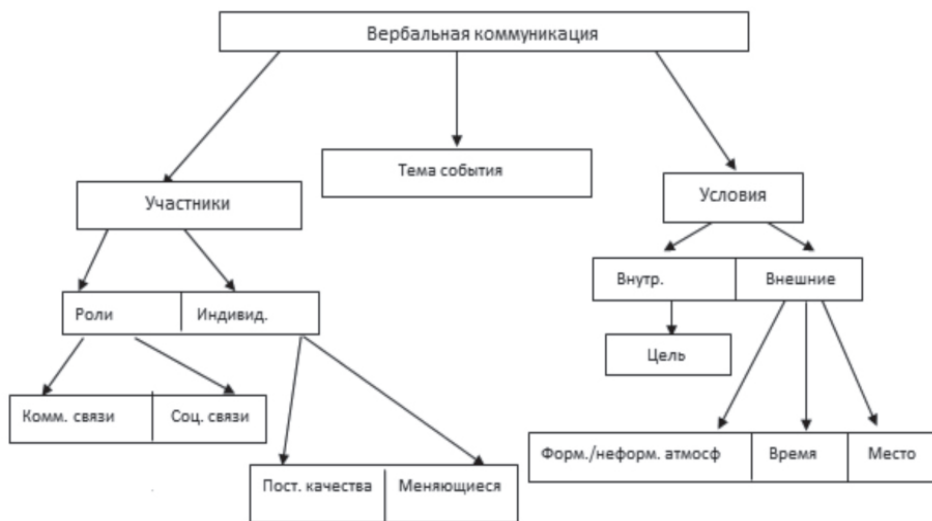 Вербальная коммуникация
Тема события
Участники
Условия
Внутр.
Внешние
Роли
Индивид.
Цель
Комм. связи
Соц. связи
Форм./неформ. атмосф
Время
Место
Пост. качества
Меняющиеся